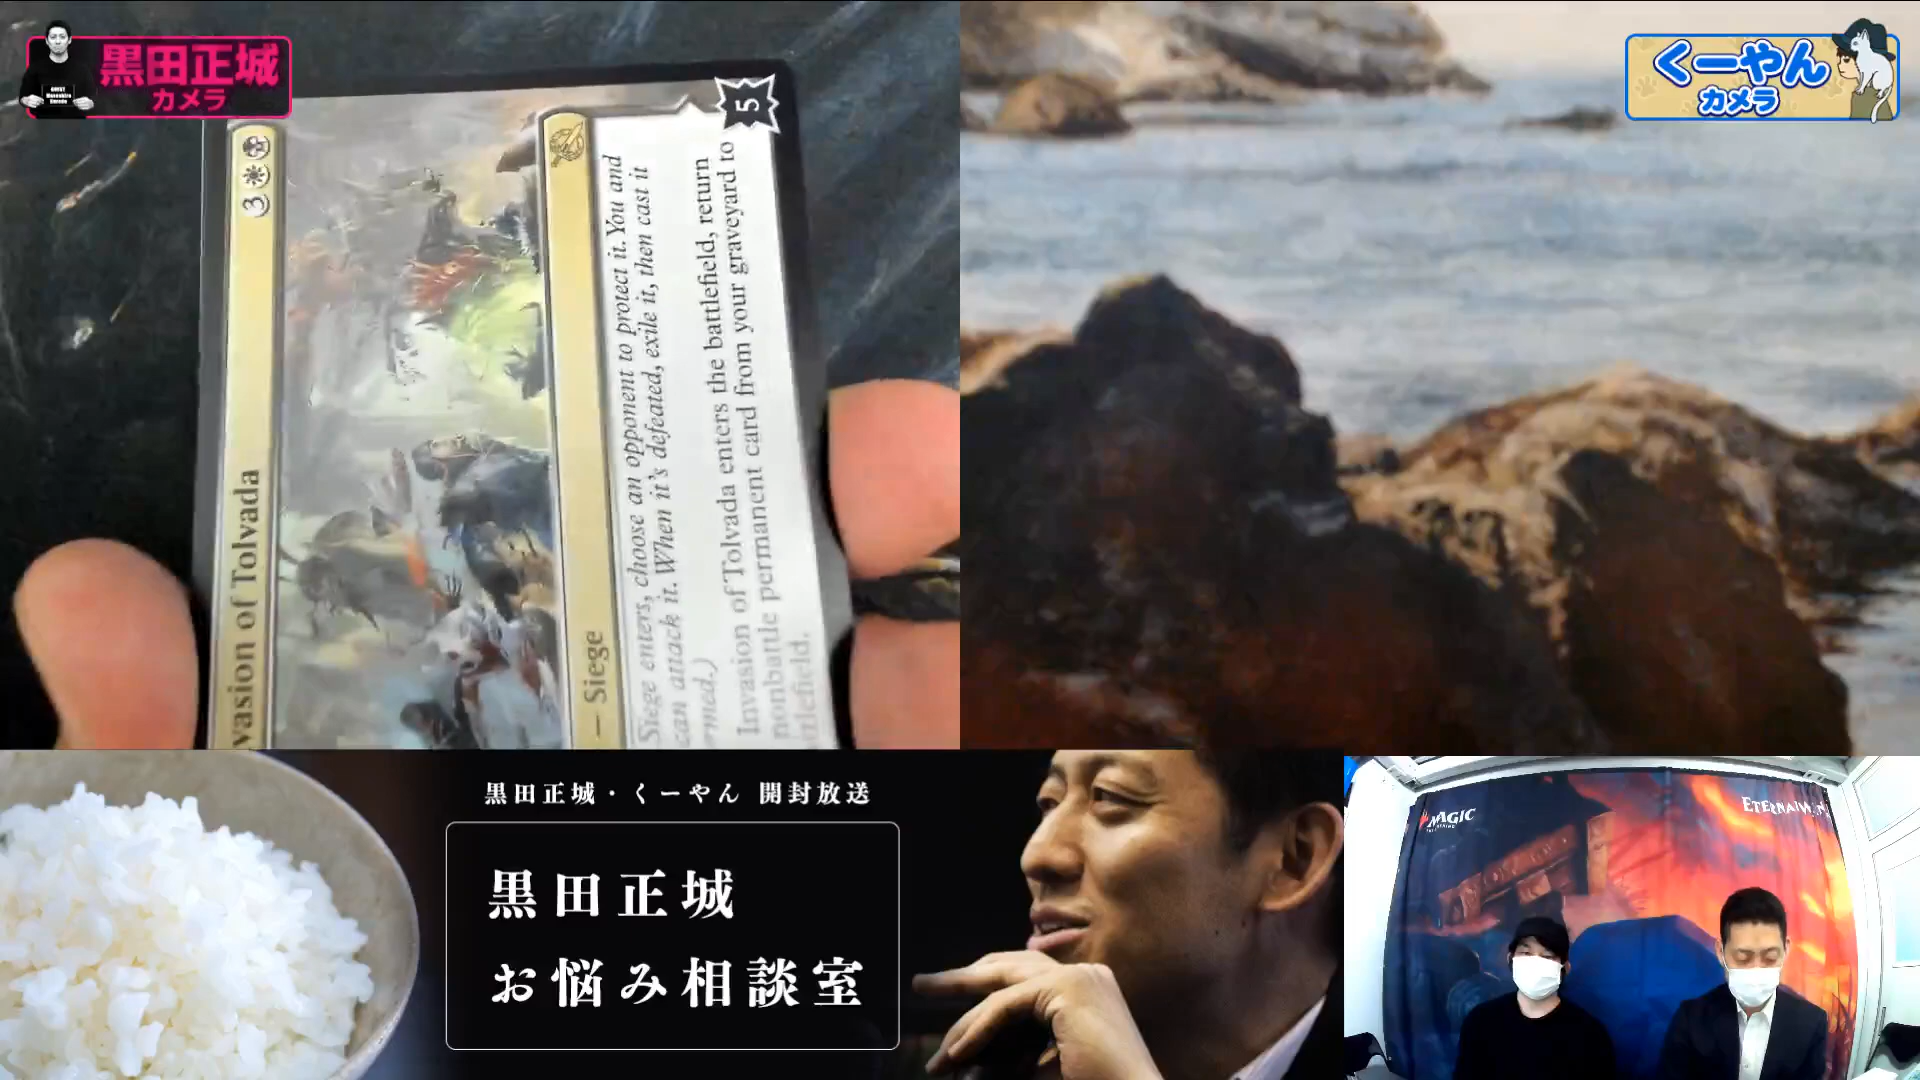 黒田正城
カメラ
くーやん
カメラ
3
vasion of Tolvada
— Siege
5
Siege enters, choose an opponent to protect it. You and
can attack it. When it's defeated, exile it, then cast it
rmed.)
Invasion of Tolvada enters the battlefield, return
nonbattle permanent card from your graveyard to
ttlefield.
黒田正城・くーやん 開封放送
黒田正城
お悩み相談室
MAGIC